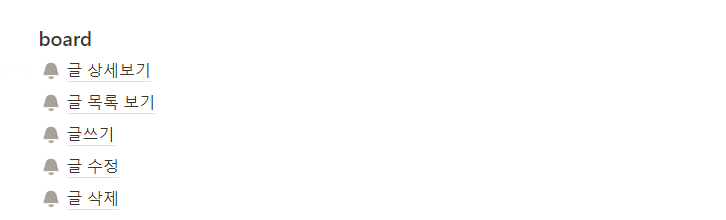 board
글 상세보기
글 목록 보기
글쓰기
글 수정
글 삭제